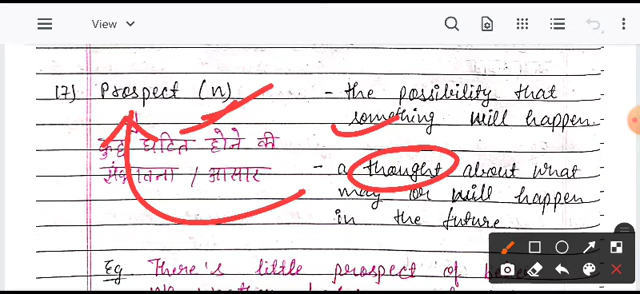 View
17) Prospect (n) - the possibility that
something will happen
कुछ घटित होने की
संभावना / आसार
- a thought about what
may or will happen
in the future
Eg. There's little prospect of